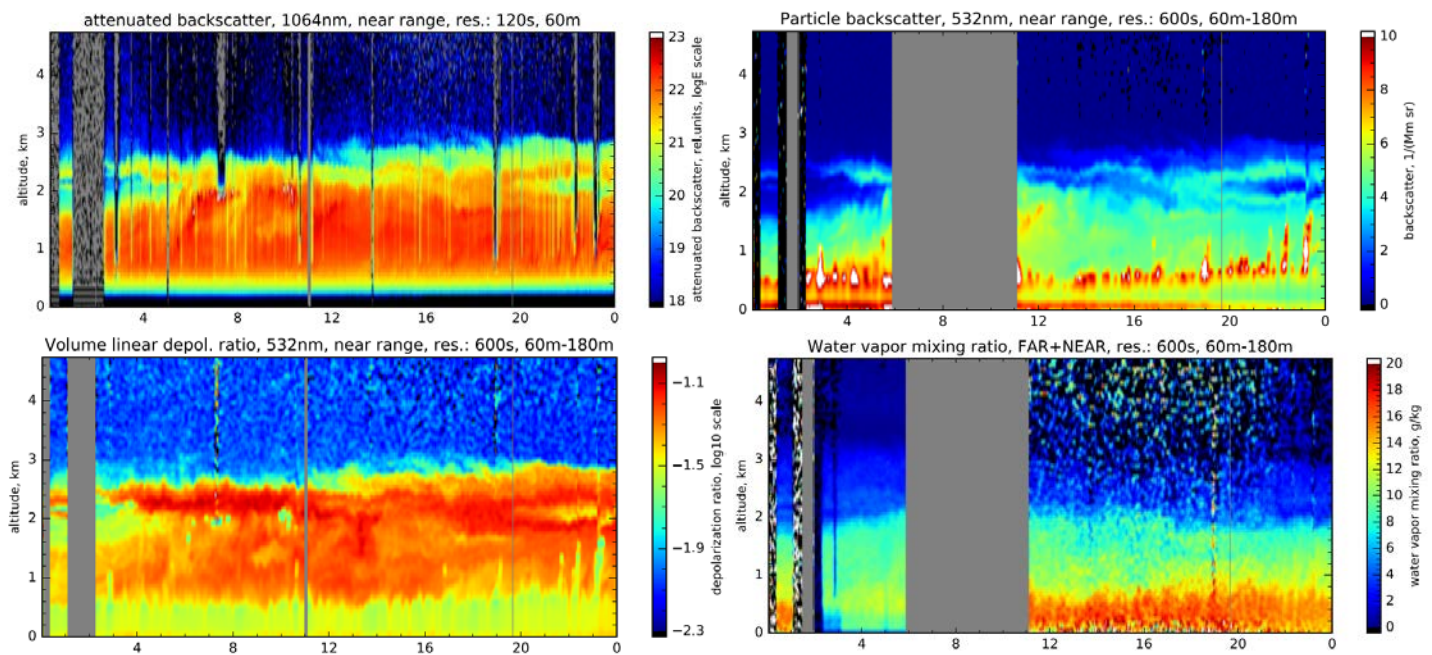 attenuated backscatter, 1064nm, near range, res.: 120s, 60m
altitude, km
4
3
2
1
0
4 8 12 16 20 0
23
22
21
20
19
18
attenuated backscatter, rel.units, log_E scale
Particle backscatter, 532nm, near range, res.: 600s, 60m-180m
altitude, km
4
3
2
1
0
4 8 12 16 20 0
10
8
6
4
2
0
backscatter, 1/(Mm sr)
Volume linear depol. ratio, 532nm, near range, res.: 600s, 60m-180m
altitude, km
4
3
2
1
0
4 8 12 16 20 0
−1.1
−1.5
−1.9
−2.3
depolarization ratio, log10 scale
Water vapor mixing ratio, FAR+NEAR, res.: 600s, 60m-180m
altitude, km
4
3
2
1
0
4 8 12 16 20 0
20
18
16
14
12
10
8
6
4
2
0
water vapor mixing ratio, g/kg